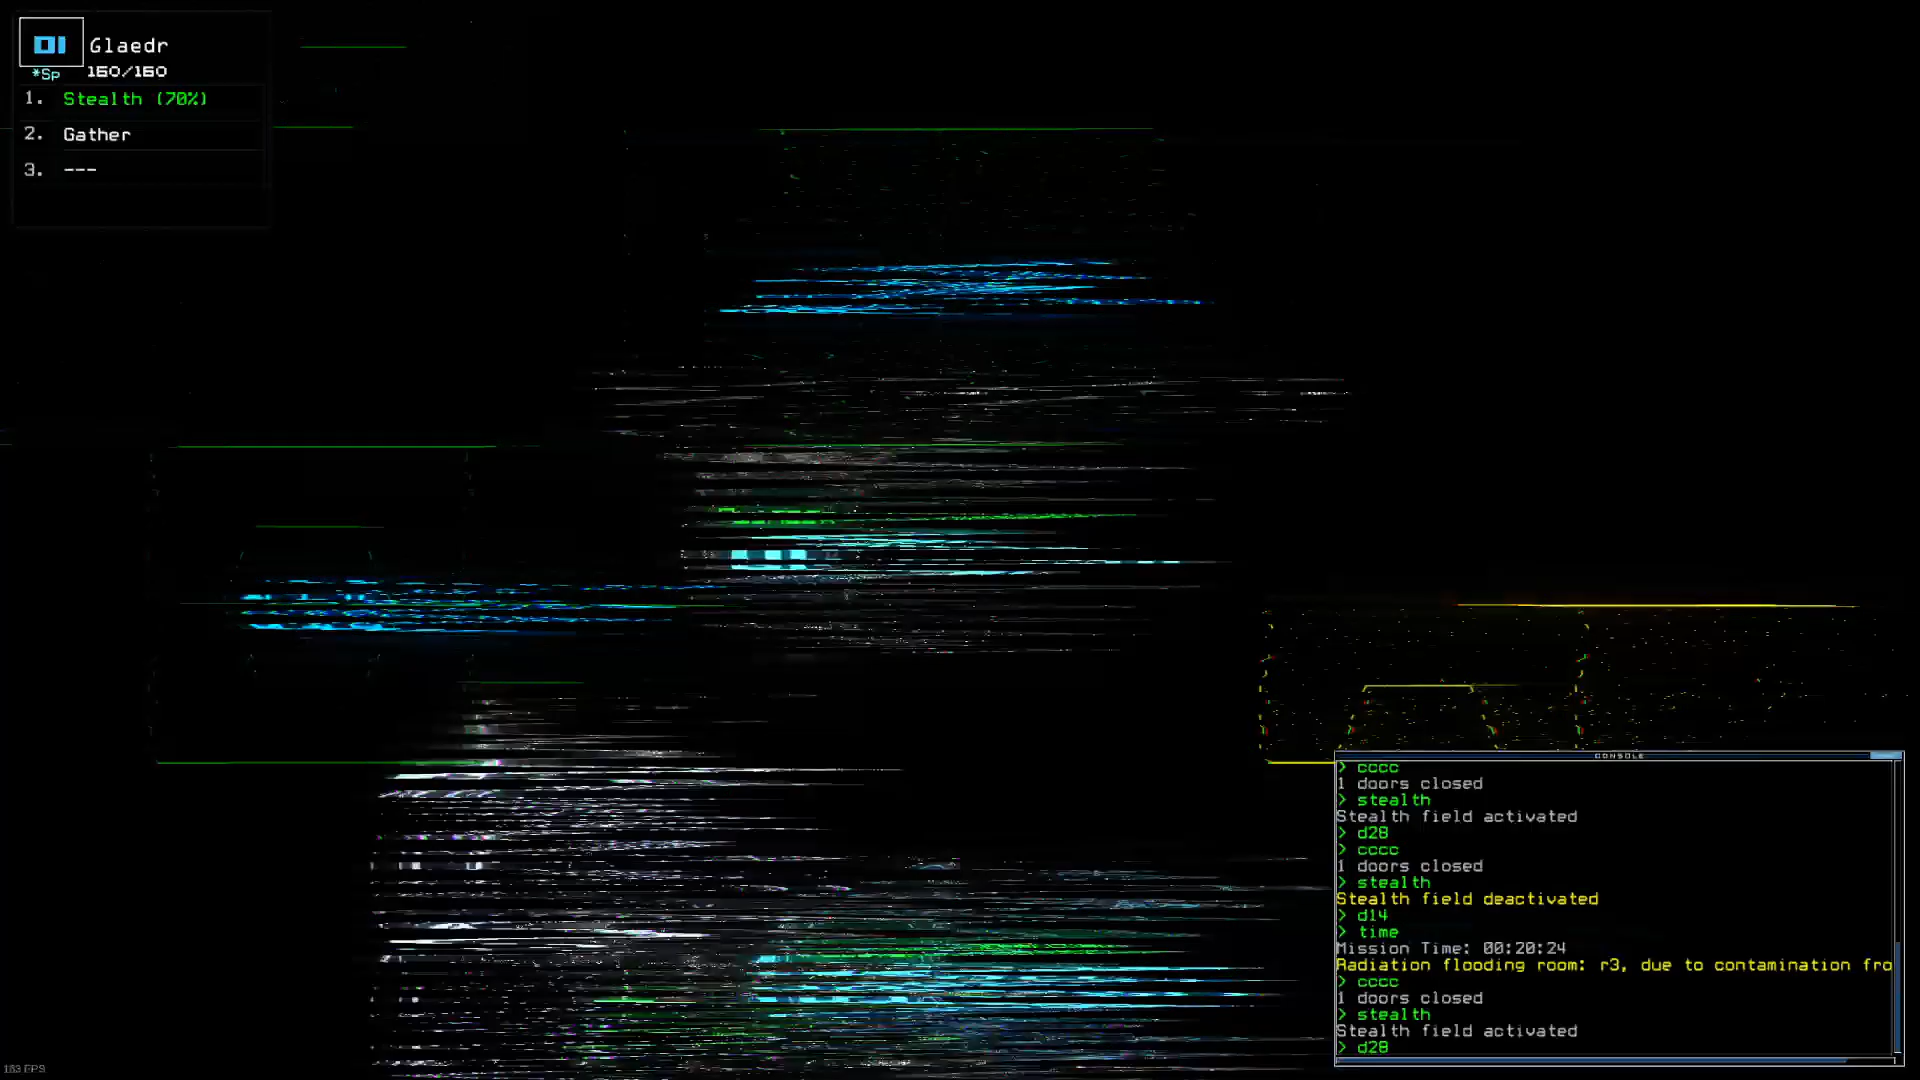 01 Glaedr
*Sp 160/160
1. Stealth (70%)
2. Gather
3. ---
CONSOLE
> cccc
1 doors closed
> stealth
Stealth field activated
> d28
> cccc
1 doors closed
> stealth
Stealth field deactivated
> d14
> time
Mission Time: 00:20:24
Radiation flooding room: r3, due to contamination fro
> cccc
1 doors closed
> stealth
Stealth field activated
> d28
163 FPS